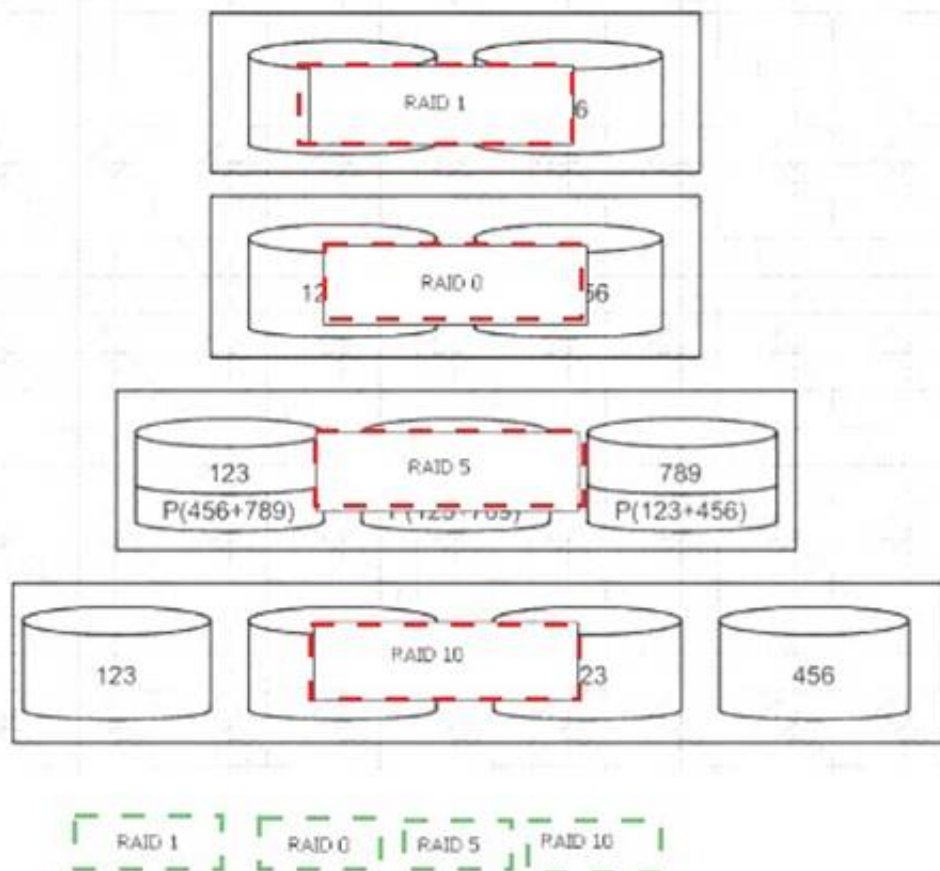 RAID 1
6
RAID 0
12 56
RAID 5
123 789
P(456+789) P(123+456)
RAID 10
123 23 456
RAID 1 RAID 0 RAID 5 RAID 10